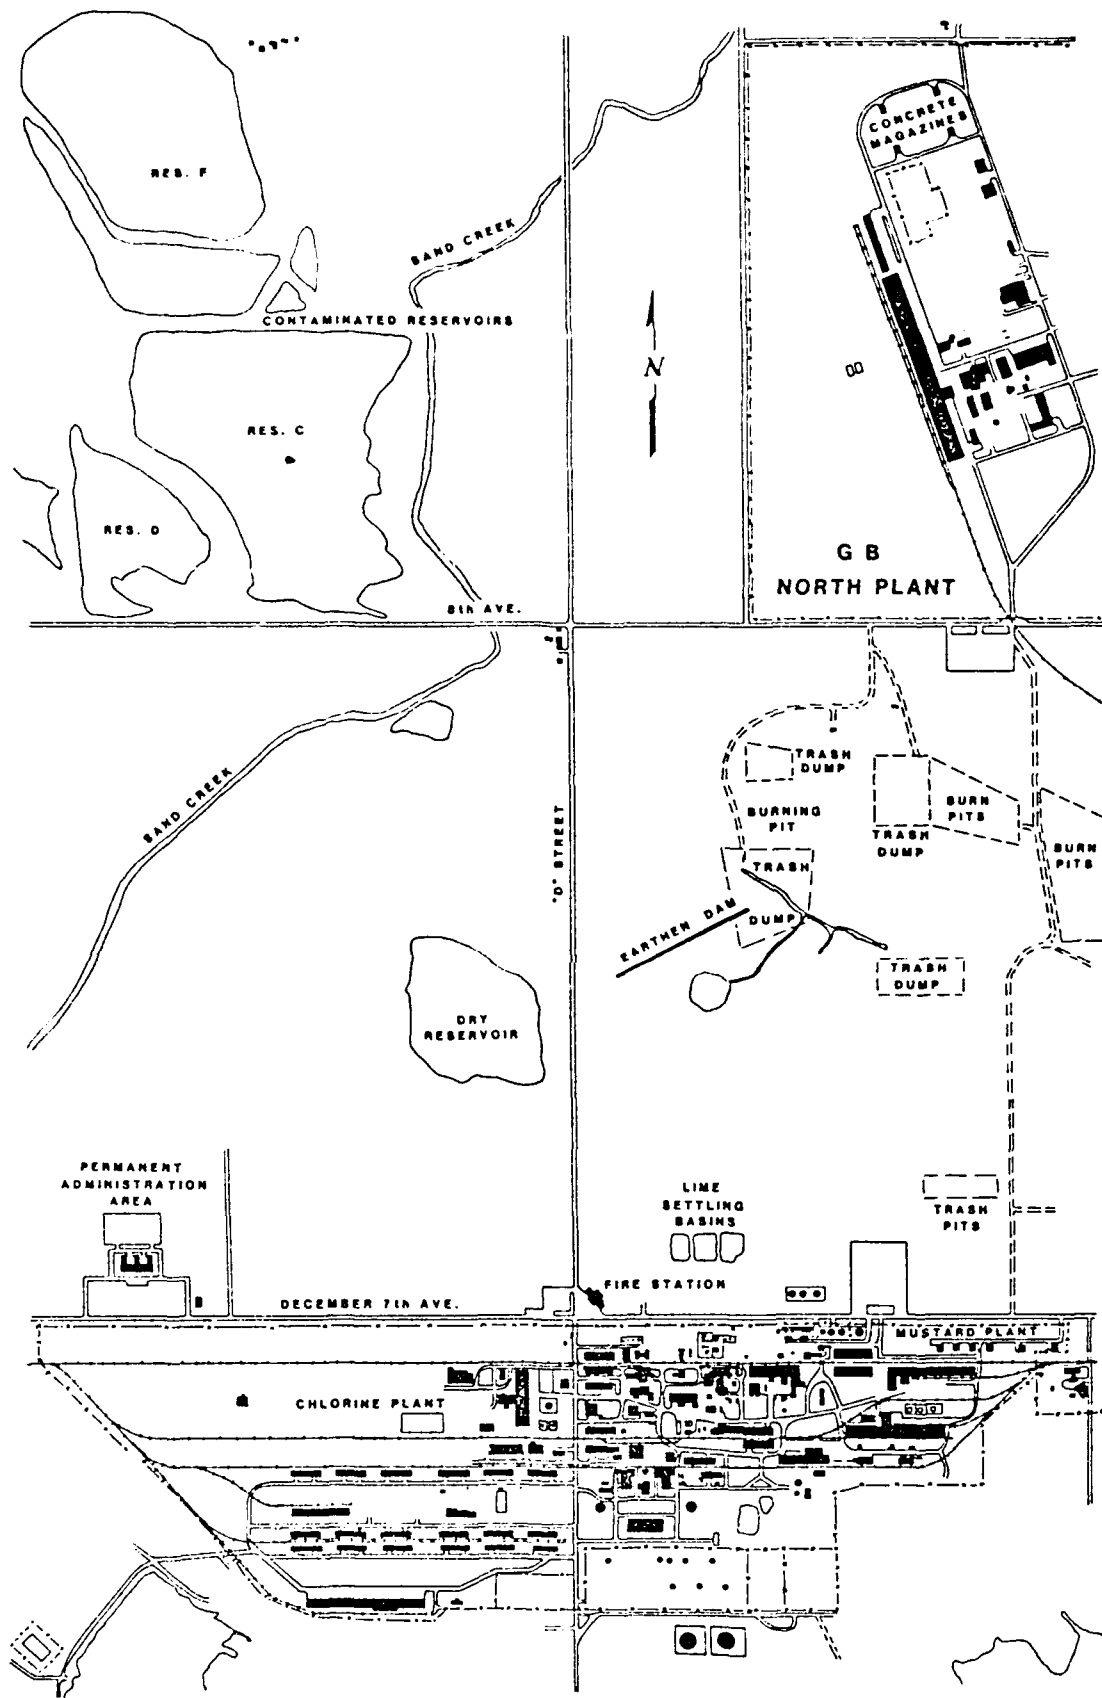 CONCRETE
MAGAZINES
RES. F
SAND CREEK
CONTAMINATED RESERVOIRS
N
RES. C
RES. D
G B
NORTH PLANT
8th AVE.
TRASH
DUMP
SAND CREEK
BURNING
PIT
BURN
PITS
TRASH
DUMP
BURN
PITS
"D" STREET
TRASH
DUMP
EARTHEN DAM
TRASH
DUMP
DRY
RESERVOIR
PERMANENT
ADMINISTRATION
AREA
LIME
SETTLING
BASINS
TRASH
PITS
FIRE STATION
DECEMBER 7th AVE.
MUSTARD PLANT
CHLORINE PLANT